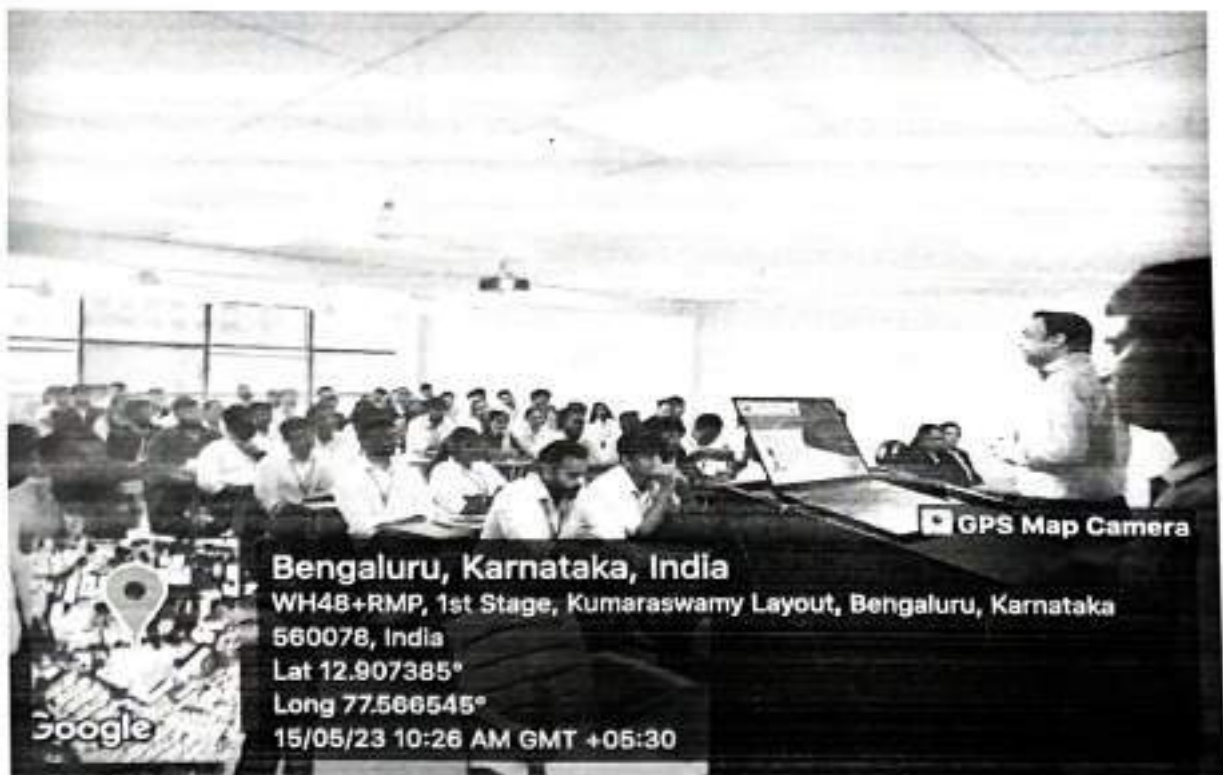 GPS Map Camera
Bengaluru, Karnataka, India
WH48+RMP, 1st Stage, Kumaraswamy Layout, Bengaluru, Karnataka
560078, India
Lat 12.907385°
Long 77.566545°
15/05/23 10:26 AM GMT +05:30
Google